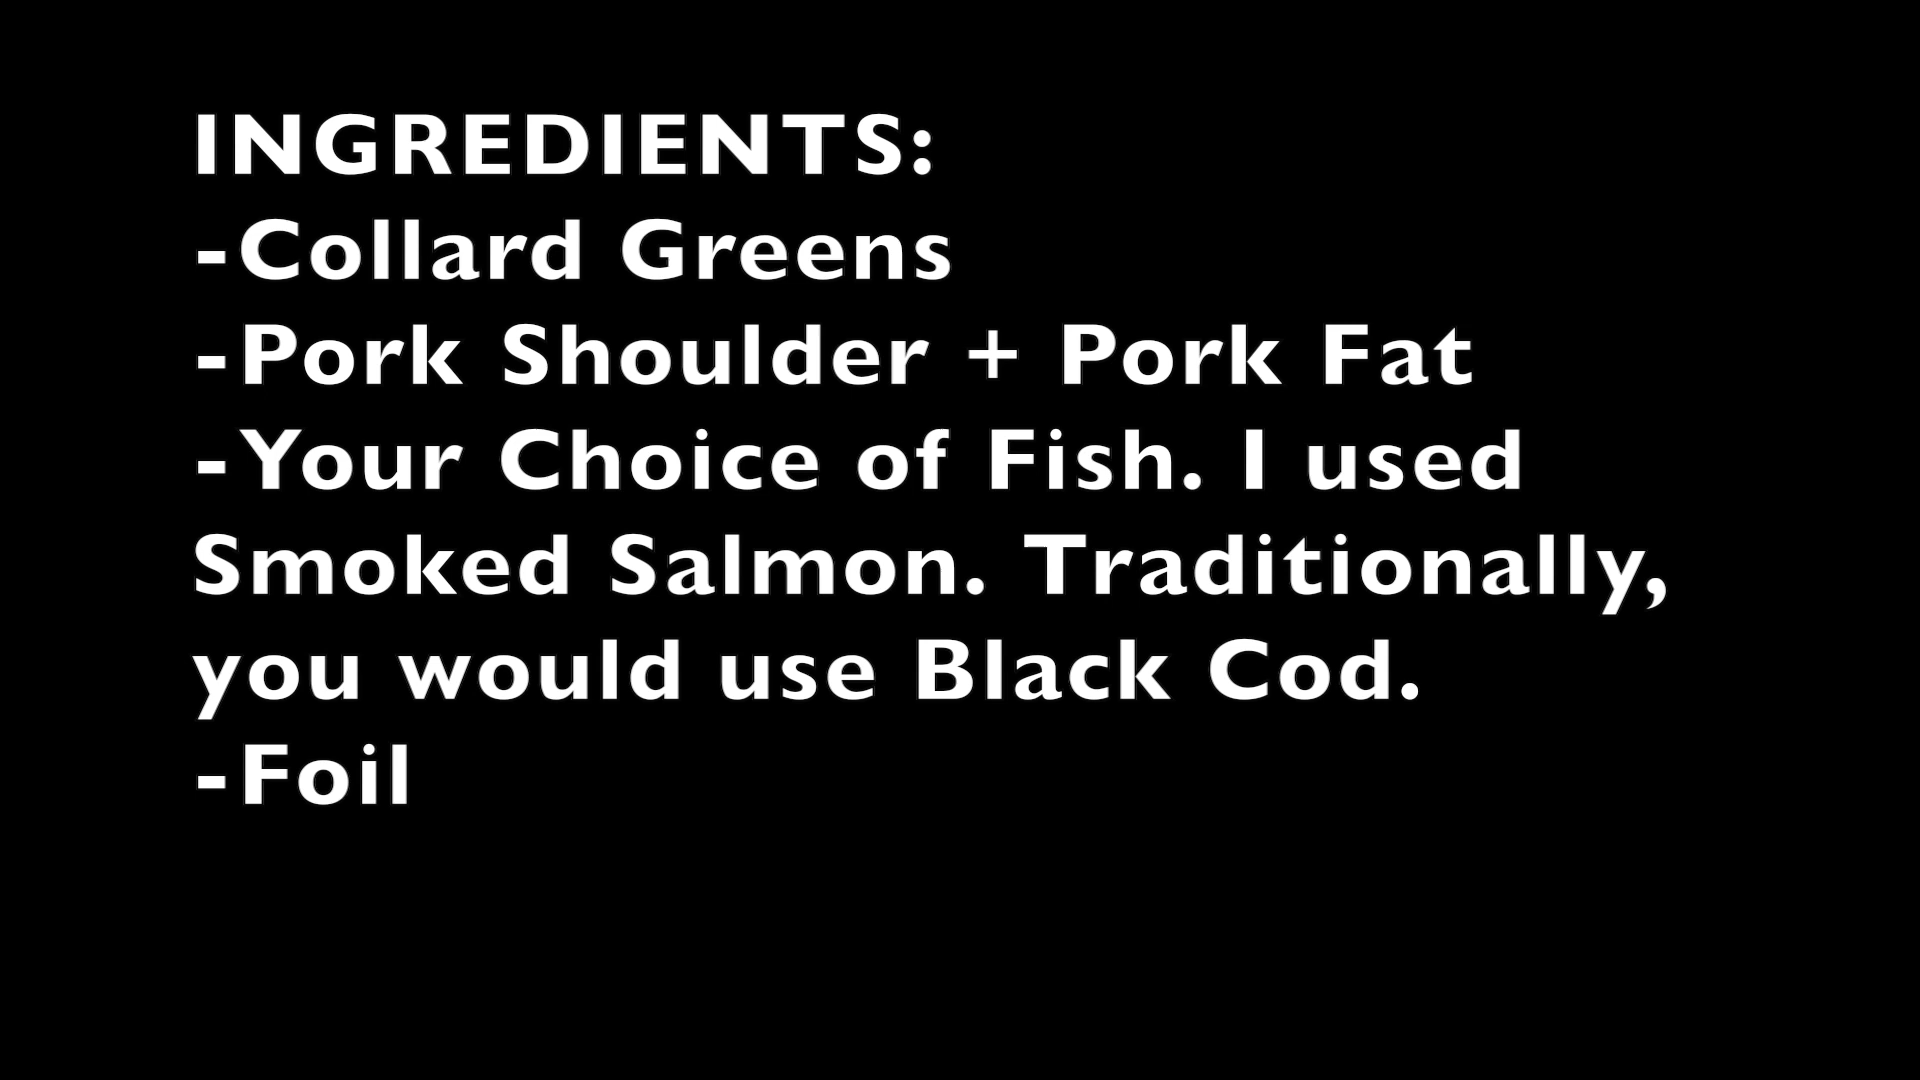 INGREDIENTS:
-Collard Greens
-Pork Shoulder + Pork Fat
-Your Choice of Fish. I used
Smoked Salmon. Traditionally,
you would use Black Cod.
-Foil